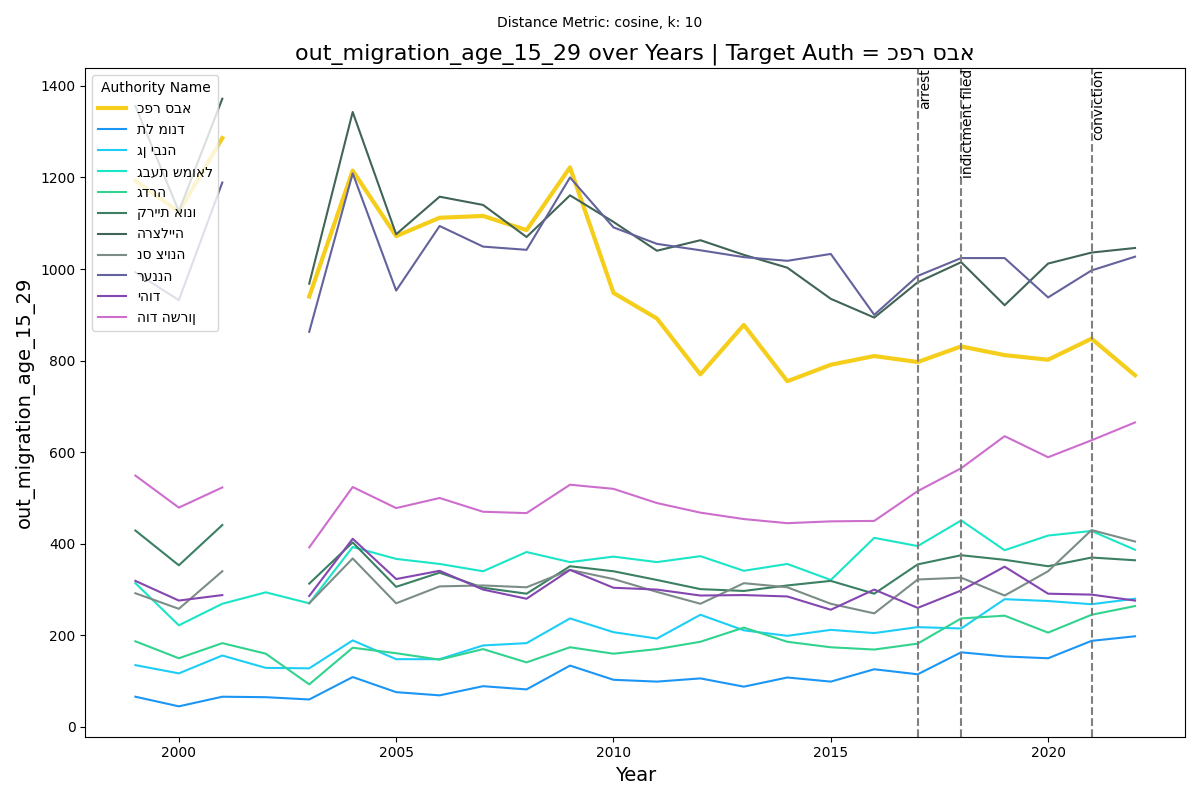 Distance Metric: cosine, k: 10
out_migration_age_15_29 over Years | Target Auth = כפר סבא
Authority Name
כפר סבא
תל מונד
גן יבנה
גבעת שמואל
גדרה
קריית אונו
הרצלייה
נס ציונה
רעננה
יהוד
הוד השרון
arrest
indictment filed
conviction
out_migration_age_15_29
1400
1200
1000
800
600
400
200
0
2000 2005 2010 2015 2020
Year